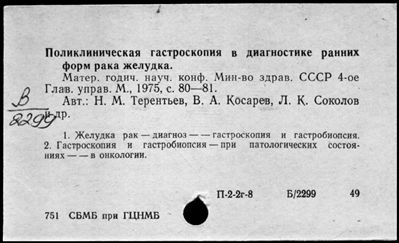 Поликлиническая гастроскопия в диагностике ранних
форм рака желудка.
Матер. годич. науч. конф. Мин-во здрав. СССР 4-ое
Глав. управ. М., 1975, с. 80—81.
Авт.: Н. М. Терентьев, В. А. Косарев, Л. К. Соколов
и др.
В
2299
1. Желудка рак — диагноз — — гастроскопия и гастробиопсия.
2. Гастроскопия и гастробиопсия — при патологических состоя-
ниях — — в онкологии.
П-2-2г-8 Б/2299 49
751 СБМБ при ГЦНМБ